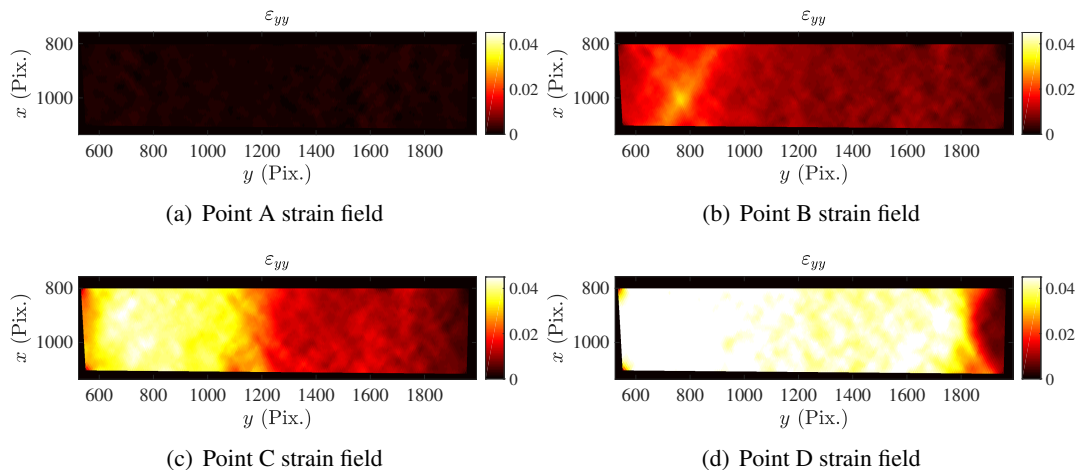 ε_yy
800
1000
x (Pix.)
600 800 1000 1200 1400 1600 1800
y (Pix.)
0.04
0.02
0
(a) Point A strain field
ε_yy
800
1000
x (Pix.)
600 800 1000 1200 1400 1600 1800
y (Pix.)
0.04
0.02
0
(b) Point B strain field
ε_yy
800
1000
x (Pix.)
600 800 1000 1200 1400 1600 1800
y (Pix.)
0.04
0.02
0
(c) Point C strain field
ε_yy
800
1000
x (Pix.)
600 800 1000 1200 1400 1600 1800
y (Pix.)
0.04
0.02
0
(d) Point D strain field